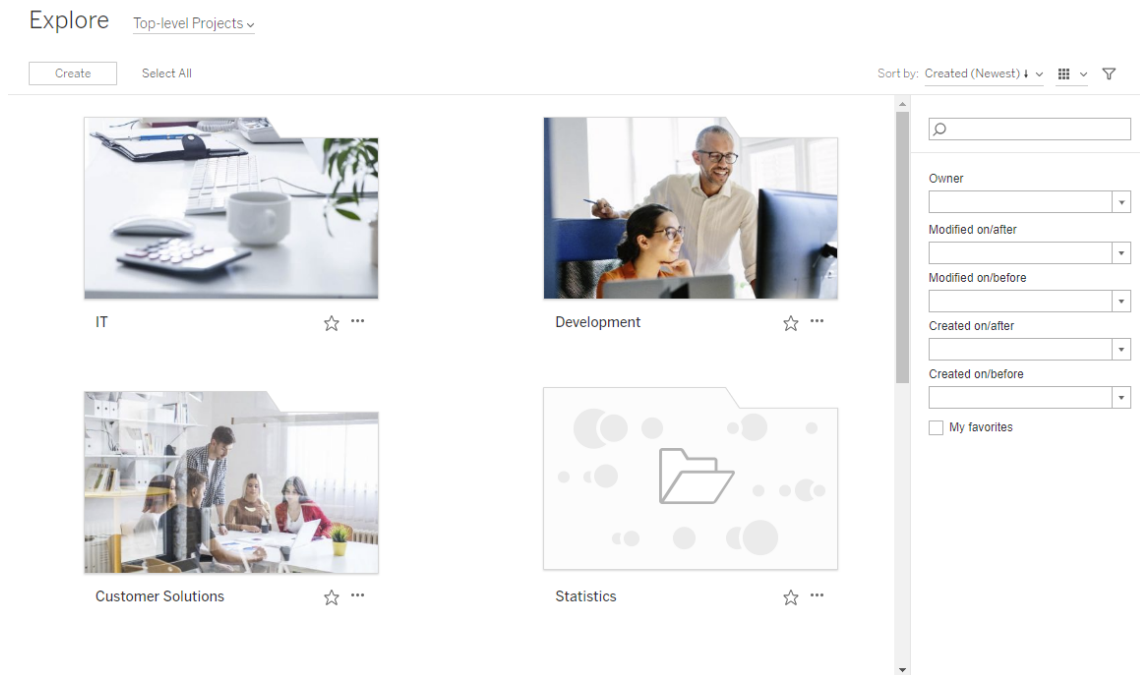 Explore Top-level Projects
Create Select All Sort by: Created (Newest)
IT
Development
Customer Solutions
Statistics
Owner
Modified on/after
Modified on/before
Created on/after
Created on/before
My favorites